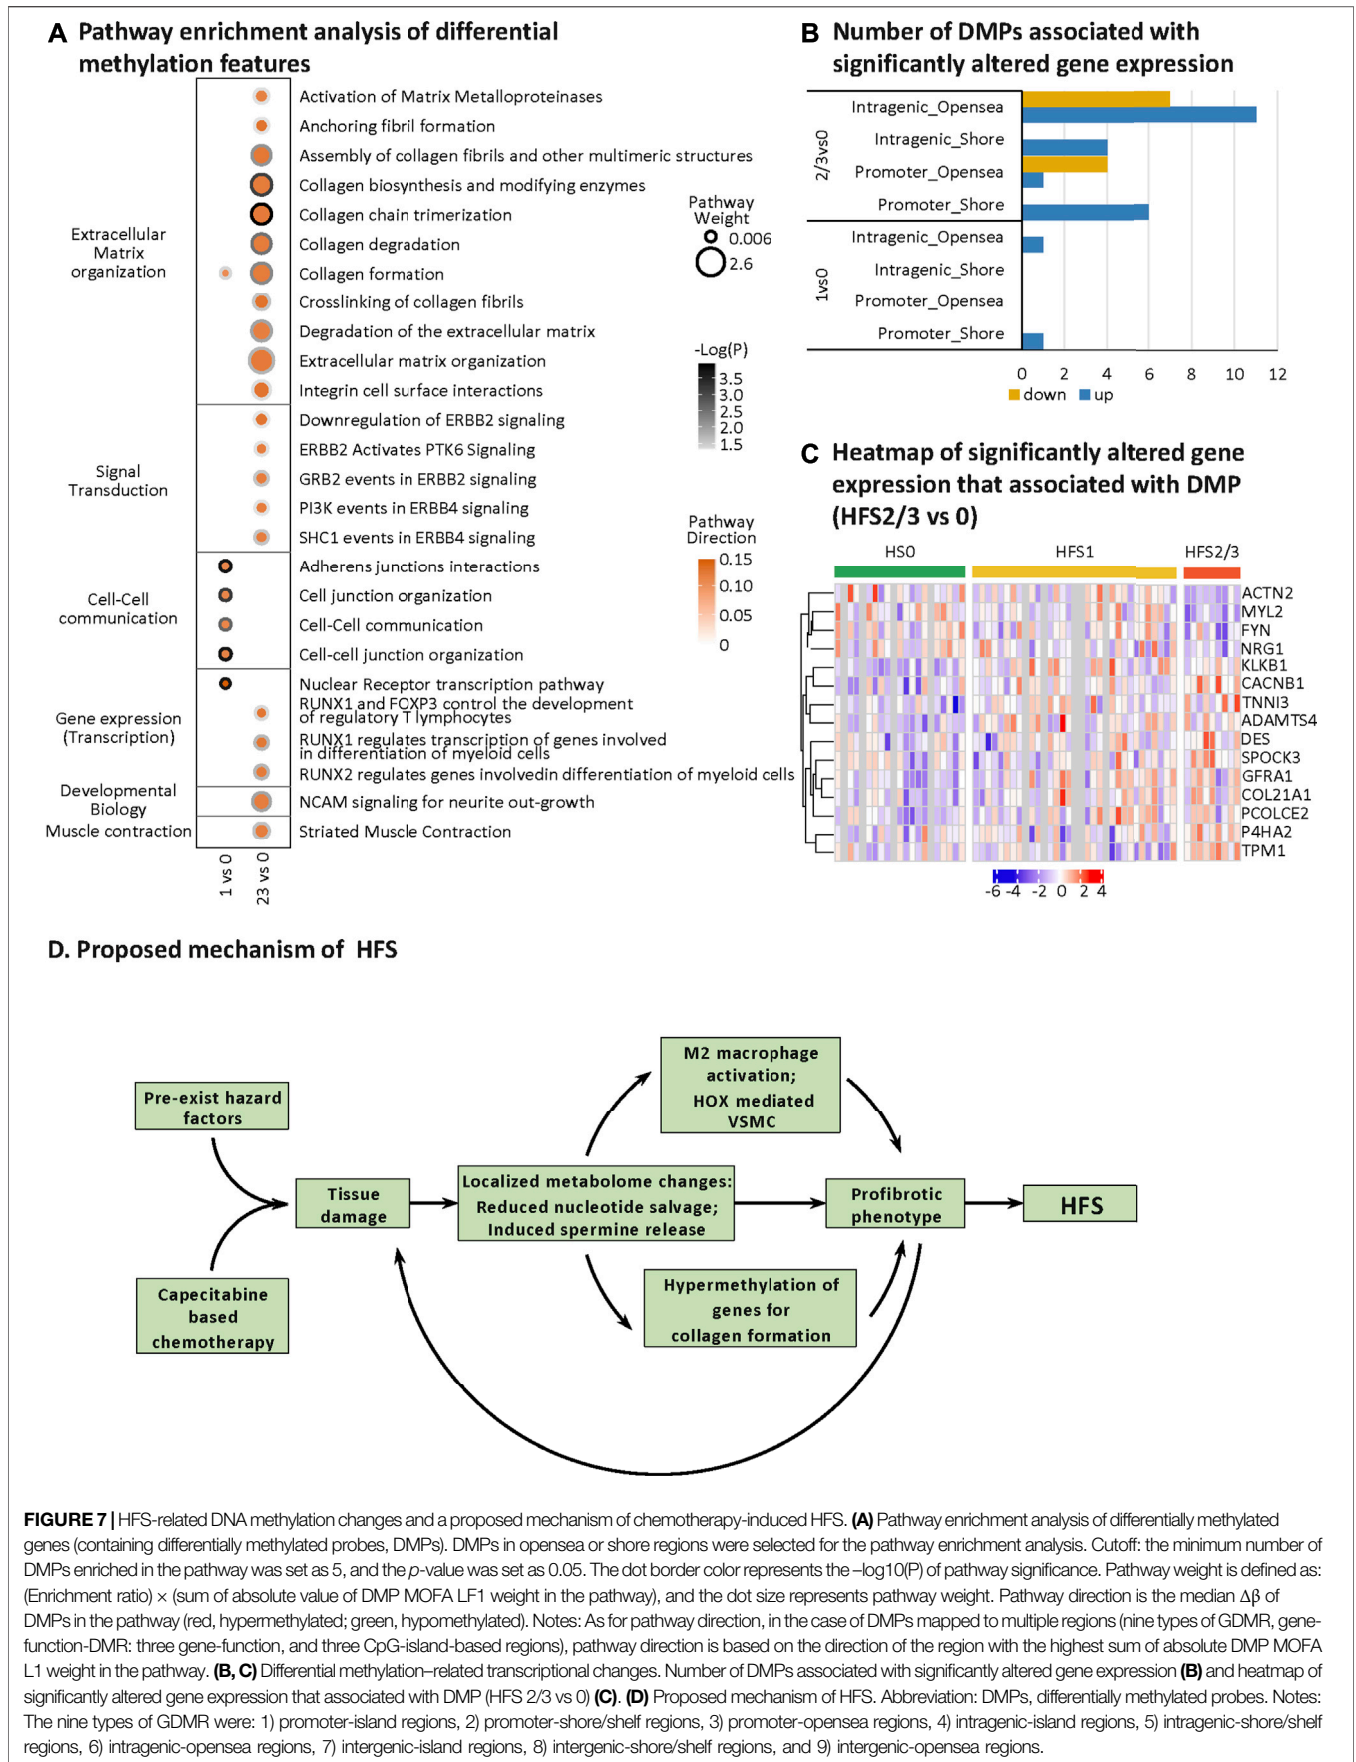 A Pathway enrichment analysis of differential
methylation features
Extracellular
Matrix
organization
Signal
Transduction
Cell-Cell
communication
Gene expression
(Transcription)
Developmental
Biology
Muscle contraction
Activation of Matrix Metalloproteinases
Anchoring fibril formation
Assembly of collagen fibrils and other multimeric structures
Collagen biosynthesis and modifying enzymes
Collagen chain trimerization
Collagen degradation
Collagen formation
Crosslinking of collagen fibrils
Degradation of the extracellular matrix
Extracellular matrix organization
Integrin cell surface interactions
Downregulation of ERBB2 signaling
ERBB2 Activates PTK6 Signaling
GRB2 events in ERBB2 signaling
PI3K events in ERBB4 signaling
SHC1 events in ERBB4 signaling
Adherens junctions interactions
Cell junction organization
Cell-Cell communication
Cell-cell junction organization
Nuclear Receptor transcription pathway
RUNX1 and FOXP3 control the development
of regulatory T lymphocytes
RUNX1 regulates transcription of genes involved
in differentiation of myeloid cells
RUNX2 regulates genes involvedin differentiation of myeloid cells
NCAM signaling for neurite out-growth
Striated Muscle Contraction
1 vs 0
23 vs 0
Pathway
Weight
0.006
2.6
-Log(P)
3.5
3.0
2.5
2.0
1.5
Pathway
Direction
0.15
0.10
0.05
0
B Number of DMPs associated with
significantly altered gene expression
2/3vs0
Intragenic_Opensea
Intragenic_Shore
Promoter_Opensea
Promoter_Shore
1vs0
Intragenic_Opensea
Intragenic_Shore
Promoter_Opensea
Promoter_Shore
0 2 4 6 8 10 12
down up
C Heatmap of significantly altered gene
expression that associated with DMP
(HFS2/3 vs 0)
HS0 HFS1 HFS2/3
ACTN2
MYL2
FYN
NRG1
KLKB1
CACNB1
TNNI3
ADAMTS4
DES
SPOCK3
GFRA1
COL21A1
PCOLCE2
P4HA2
TPM1
-6 -4 -2 0 2 4
D. Proposed mechanism of HFS
Pre-exist hazard
factors
Capecitabine
based
chemotherapy
Tissue
damage
Localized metabolome changes:
Reduced nucleotide salvage;
Induced spermine release
M2 macrophage
activation;
HOX mediated
VSMC
Hypermethylation of
genes for
collagen formation
Profibrotic
phenotype
HFS
FIGURE 7 | HFS-related DNA methylation changes and a proposed mechanism of chemotherapy-induced HFS. (A) Pathway enrichment analysis of differentially methylated
genes (containing differentially methylated probes, DMPs). DMPs in opensea or shore regions were selected for the pathway enrichment analysis. Cutoff: the minimum number of
DMPs enriched in the pathway was set as 5, and the p-value was set as 0.05. The dot border color represents the –log10(P) of pathway significance. Pathway weight is defined as:
(Enrichment ratio) × (sum of absolute value of DMP MOFA LF1 weight in the pathway), and the dot size represents pathway weight. Pathway direction is the median Δβ of
DMPs in the pathway (red, hypermethylated; green, hypomethylated). Notes: As for pathway direction, in the case of DMPs mapped to multiple regions (nine types of GDMR, gene-
function-DMR: three gene-function, and three CpG-island-based regions), pathway direction is based on the direction of the region with the highest sum of absolute DMP MOFA
L1 weight in the pathway. (B, C) Differential methylation–related transcriptional changes. Number of DMPs associated with significantly altered gene expression (B) and heatmap of
significantly altered gene expression that associated with DMP (HFS 2/3 vs 0) (C). (D) Proposed mechanism of HFS. Abbreviation: DMPs, differentially methylated probes. Notes:
The nine types of GDMR were: 1) promoter-island regions, 2) promoter-shore/shelf regions, 3) promoter-opensea regions, 4) intragenic-island regions, 5) intragenic-shore/shelf
regions, 6) intragenic-opensea regions, 7) intergenic-island regions, 8) intergenic-shore/shelf regions, and 9) intergenic-opensea regions.